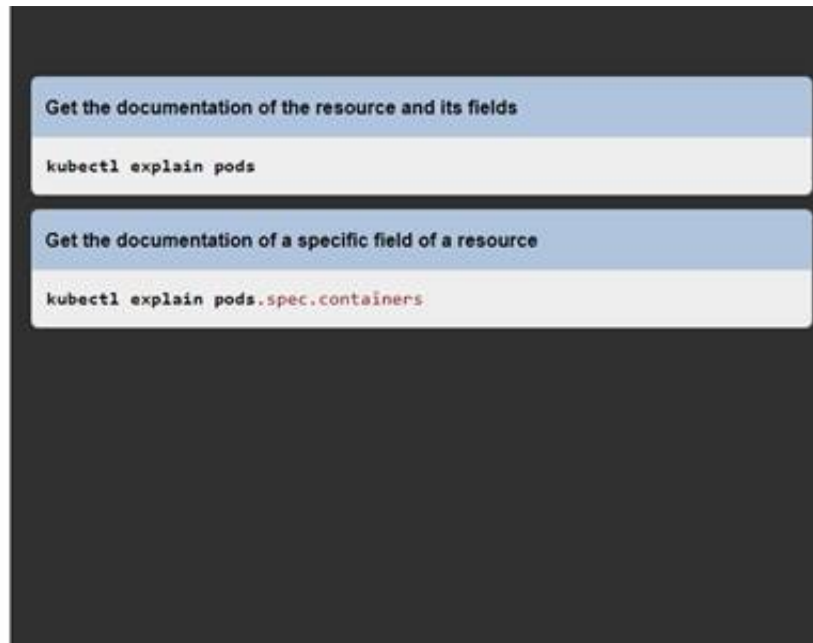 Get the documentation of the resource and its fields
kubectl explain pods
Get the documentation of a specific field of a resource
kubectl explain pods.spec.containers